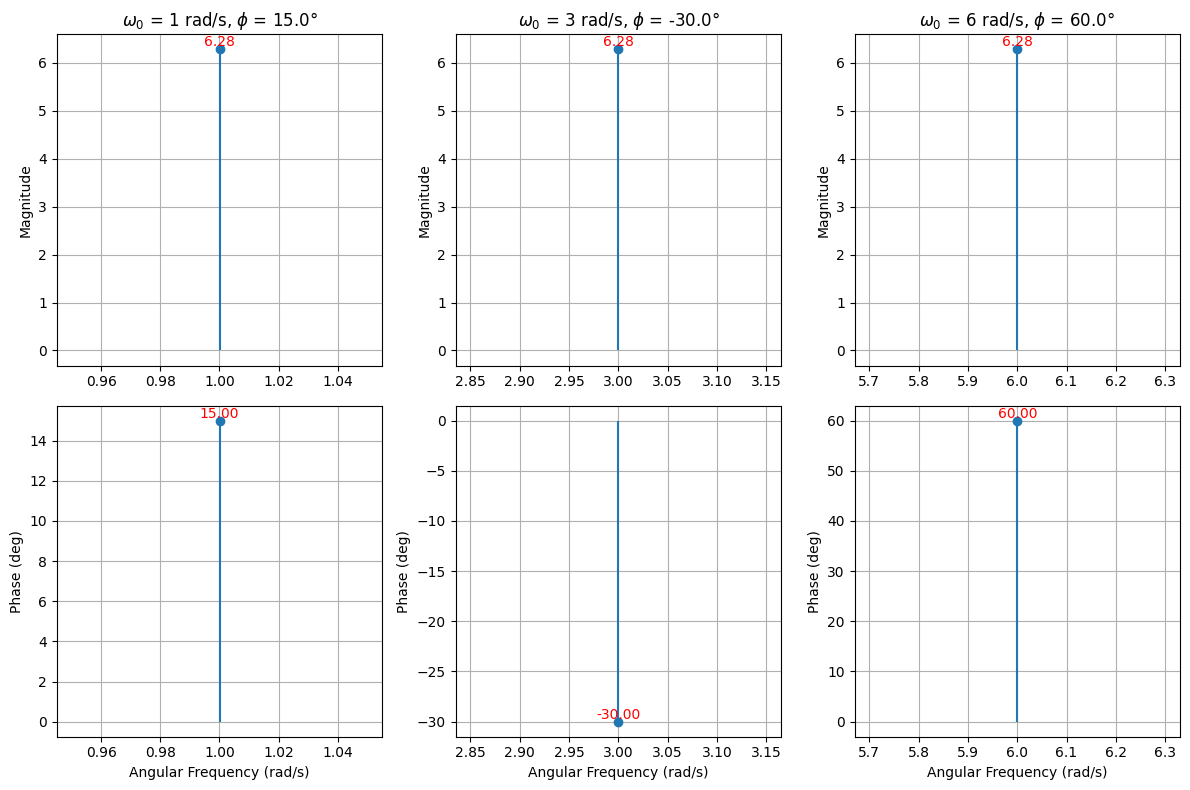 ω₀ = 1 rad/s, ϕ = 15.0°
6.28
6
5
4
3
2
1
0
Magnitude
0.96 0.98 1.00 1.02 1.04
ω₀ = 3 rad/s, ϕ = -30.0°
6.28
6
5
4
3
2
1
0
Magnitude
2.85 2.90 2.95 3.00 3.05 3.10 3.15
ω₀ = 6 rad/s, ϕ = 60.0°
6.28
6
5
4
3
2
1
0
Magnitude
5.7 5.8 5.9 6.0 6.1 6.2 6.3
15.00
14
12
10
8
6
4
2
0
Phase (deg)
0.96 0.98 1.00 1.02 1.04
Angular Frequency (rad/s)
0
−5
−10
−15
−20
−25
−30
-30.00
Phase (deg)
2.85 2.90 2.95 3.00 3.05 3.10 3.15
Angular Frequency (rad/s)
60.00
60
50
40
30
20
10
0
Phase (deg)
5.7 5.8 5.9 6.0 6.1 6.2 6.3
Angular Frequency (rad/s)